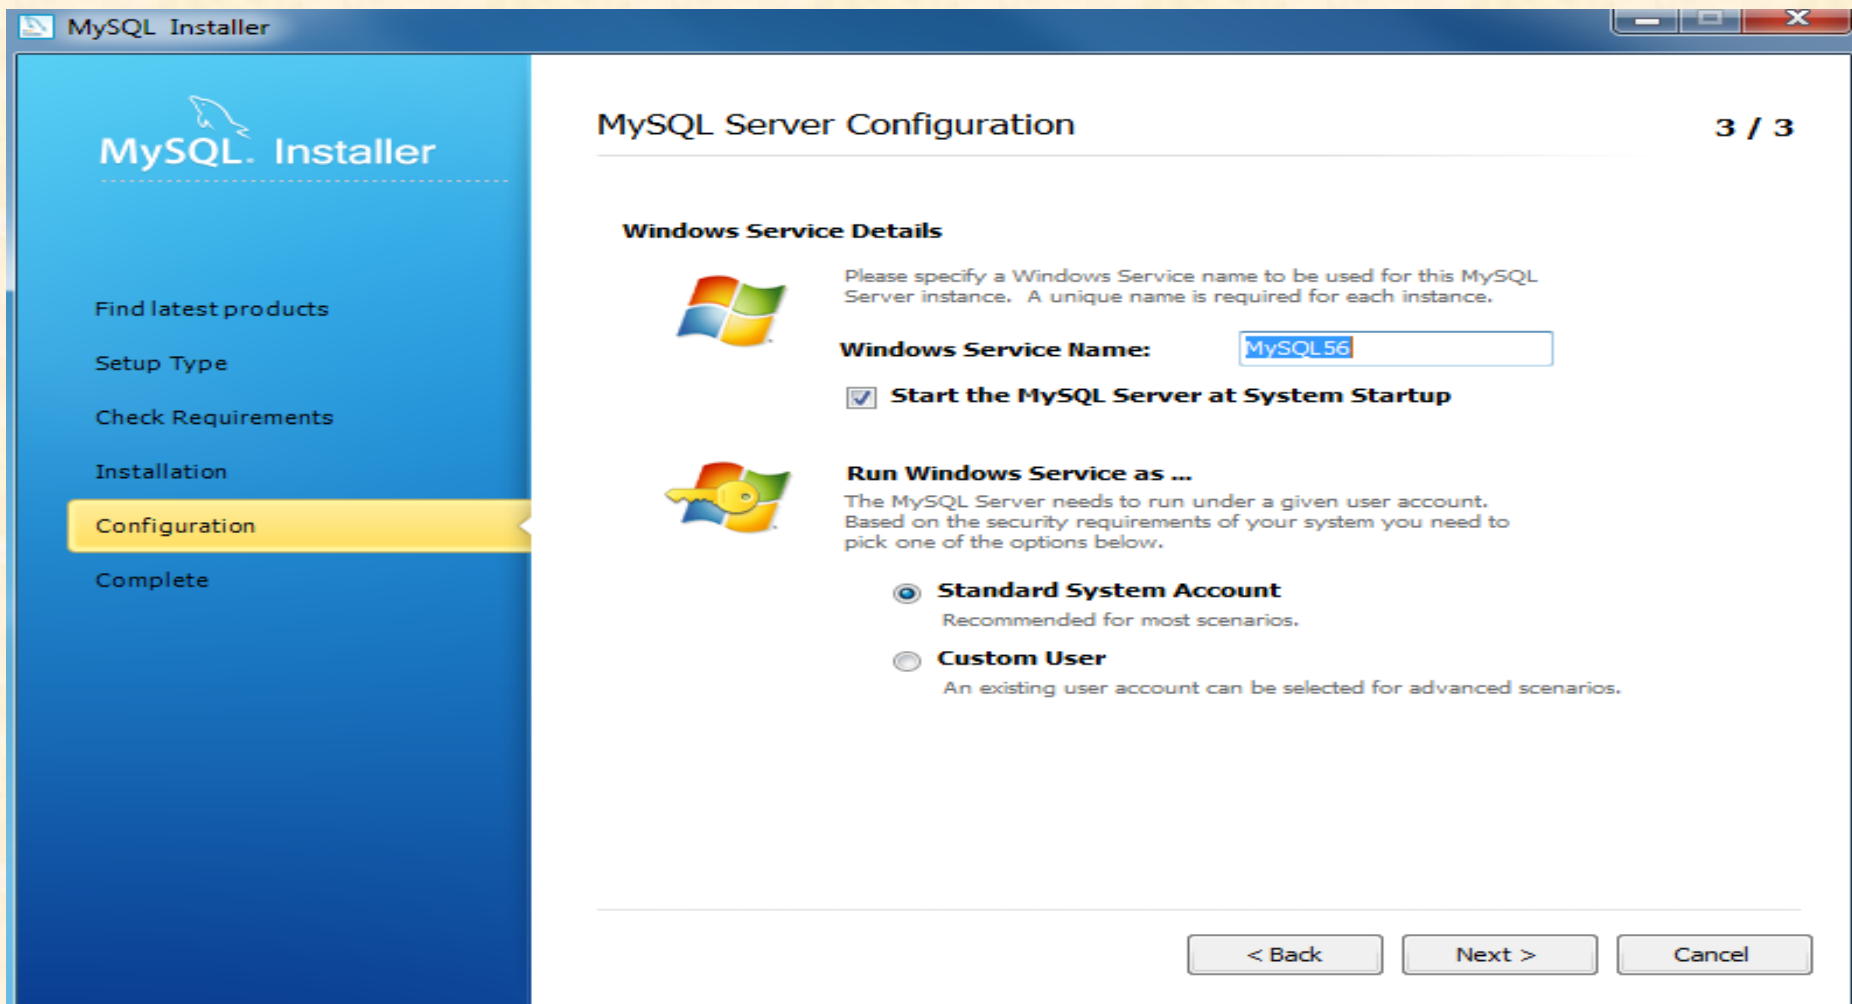 MySQL Installer
MySQL. Installer
Find latest products
Setup Type
Check Requirements
Installation
Configuration
Complete
MySQL Server Configuration
3 / 3
Windows Service Details
Please specify a Windows Service name to be used for this MySQL
Server instance. A unique name is required for each instance.
Windows Service Name:
MySQL56
Start the MySQL Server at System Startup
Run Windows Service as ...
The MySQL Server needs to run under a given user account.
Based on the security requirements of your system you need to
pick one of the options below.
Standard System Account
Recommended for most scenarios.
Custom User
An existing user account can be selected for advanced scenarios.
< Back
Next >
Cancel